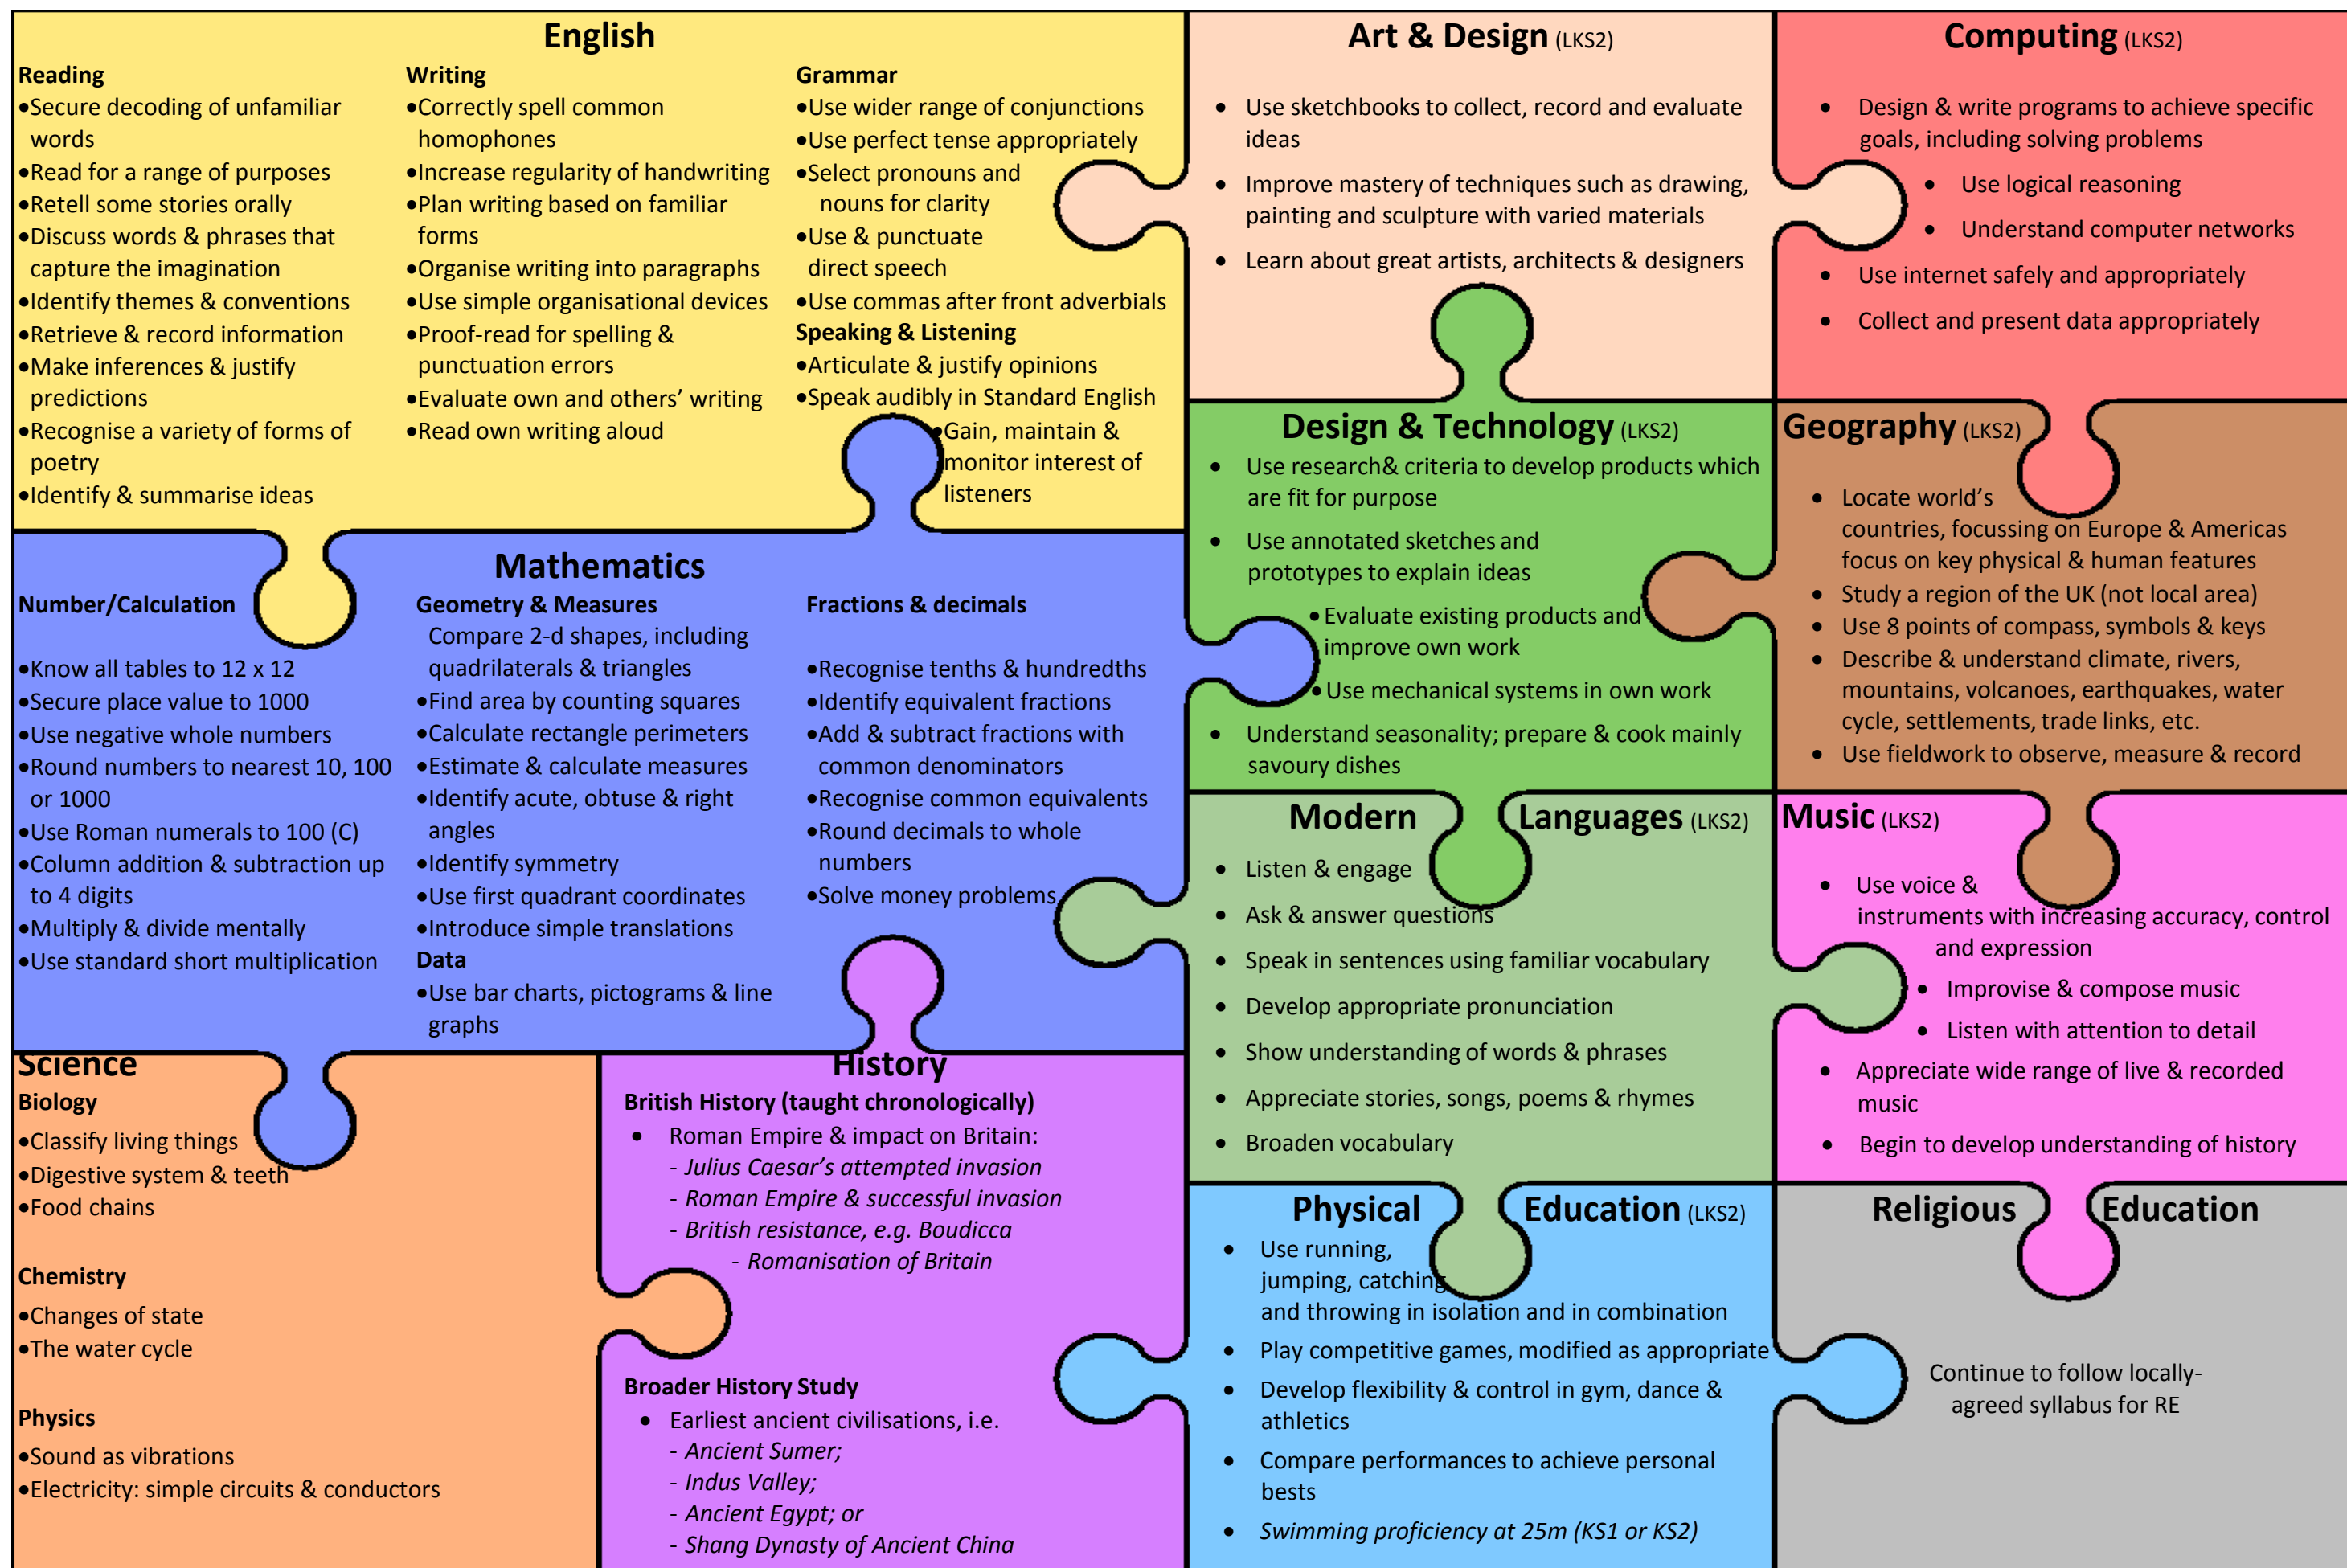 English
Reading
•Secure decoding of unfamiliar
words
•Read for a range of purposes
•Retell some stories orally
•Discuss words & phrases that
capture the imagination
•Identify themes & conventions
•Retrieve & record information
•Make inferences & justify
predictions
•Recognise a variety of forms of
poetry
•Identify & summarise ideas
Writing
•Correctly spell common
homophones
•Increase regularity of handwriting
•Plan writing based on familiar
forms
•Organise writing into paragraphs
•Use simple organisational devices
•Proof-read for spelling &
punctuation errors
•Evaluate own and others’ writing
•Read own writing aloud
Grammar
•Use wider range of conjunctions
•Use perfect tense appropriately
•Select pronouns and
nouns for clarity
•Use & punctuate
direct speech
•Use commas after front adverbials
Speaking & Listening
•Articulate & justify opinions
•Speak audibly in Standard English
•Gain, maintain &
monitor interest of
listeners
Art & Design (LKS2)
• Use sketchbooks to collect, record and evaluate
ideas
• Improve mastery of techniques such as drawing,
painting and sculpture with varied materials
• Learn about great artists, architects & designers
Computing (LKS2)
• Design & write programs to achieve specific
goals, including solving problems
• Use logical reasoning
• Understand computer networks
• Use internet safely and appropriately
• Collect and present data appropriately
Mathematics
Number/Calculation
•Know all tables to 12 x 12
•Secure place value to 1000
•Use negative whole numbers
•Round numbers to nearest 10, 100
or 1000
•Use Roman numerals to 100 (C)
•Column addition & subtraction up
to 4 digits
•Multiply & divide mentally
•Use standard short multiplication
Geometry & Measures
Compare 2-d shapes, including
quadrilaterals & triangles
•Find area by counting squares
•Calculate rectangle perimeters
•Estimate & calculate measures
•Identify acute, obtuse & right
angles
•Identify symmetry
•Use first quadrant coordinates
•Introduce simple translations
Data
•Use bar charts, pictograms & line
graphs
Fractions & decimals
•Recognise tenths & hundredths
•Identify equivalent fractions
•Add & subtract fractions with
common denominators
•Recognise common equivalents
•Round decimals to whole
numbers
•Solve money problems
Design & Technology (LKS2)
• Use research& criteria to develop products which
are fit for purpose
• Use annotated sketches and
prototypes to explain ideas
• Evaluate existing products and
improve own work
• Use mechanical systems in own work
• Understand seasonality; prepare & cook mainly
savoury dishes
Geography (LKS2)
• Locate world’s
countries, focussing on Europe & Americas
focus on key physical & human features
• Study a region of the UK (not local area)
• Use 8 points of compass, symbols & keys
• Describe & understand climate, rivers,
mountains, volcanoes, earthquakes, water
cycle, settlements, trade links, etc.
• Use fieldwork to observe, measure & record
Modern Languages (LKS2)
• Listen & engage
• Ask & answer questions
• Speak in sentences using familiar vocabulary
• Develop appropriate pronunciation
• Show understanding of words & phrases
• Appreciate stories, songs, poems & rhymes
• Broaden vocabulary
Music (LKS2)
• Use voice &
instruments with increasing accuracy, control
and expression
• Improvise & compose music
• Listen with attention to detail
• Appreciate wide range of live & recorded
music
• Begin to develop understanding of history
Science
Biology
•Classify living things
•Digestive system & teeth
•Food chains
Chemistry
•Changes of state
•The water cycle
Physics
•Sound as vibrations
•Electricity: simple circuits & conductors
History
British History (taught chronologically)
• Roman Empire & impact on Britain:
- Julius Caesar’s attempted invasion
- Roman Empire & successful invasion
- British resistance, e.g. Boudicca
- Romanisation of Britain
Broader History Study
• Earliest ancient civilisations, i.e.
- Ancient Sumer;
- Indus Valley;
- Ancient Egypt; or
- Shang Dynasty of Ancient China
Physical Education (LKS2)
• Use running,
jumping, catching
and throwing in isolation and in combination
• Play competitive games, modified as appropriate
• Develop flexibility & control in gym, dance &
athletics
• Compare performances to achieve personal
bests
• Swimming proficiency at 25m (KS1 or KS2)
Religious Education
Continue to follow locally-
agreed syllabus for RE